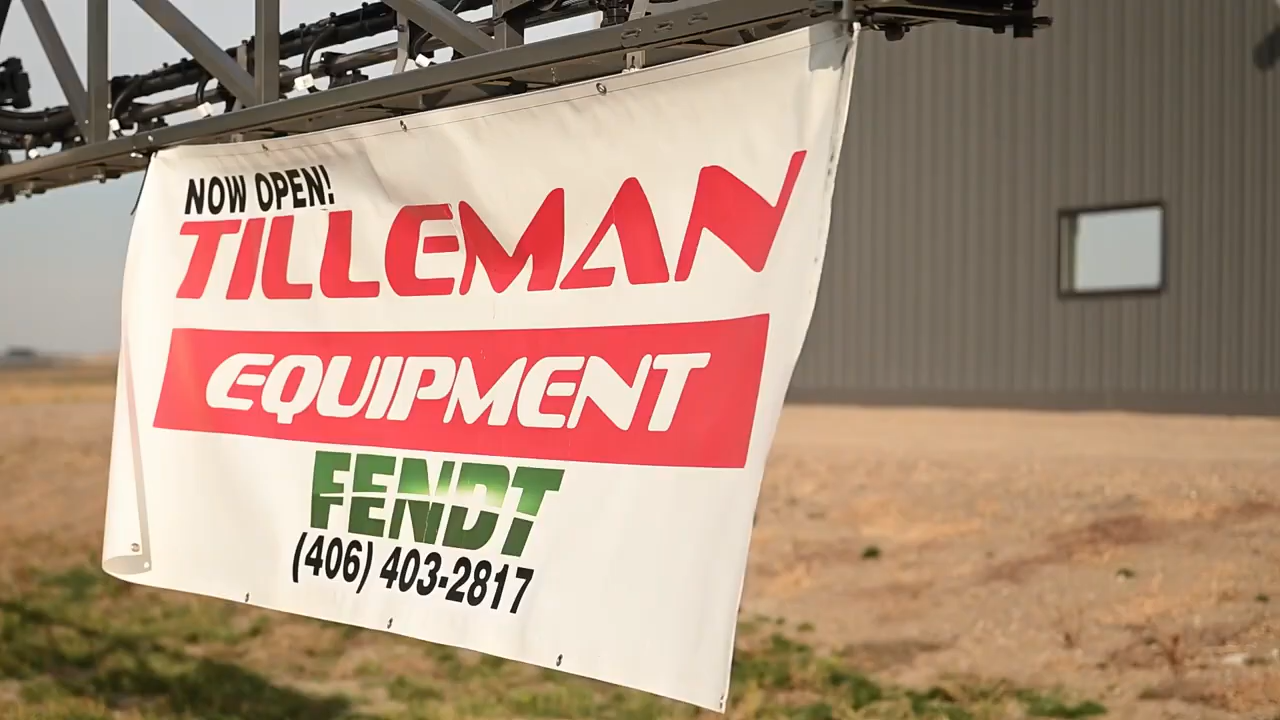 NOW OPEN!
TILLEMAN
EQUIPMENT
FENDT
(406) 403-2817